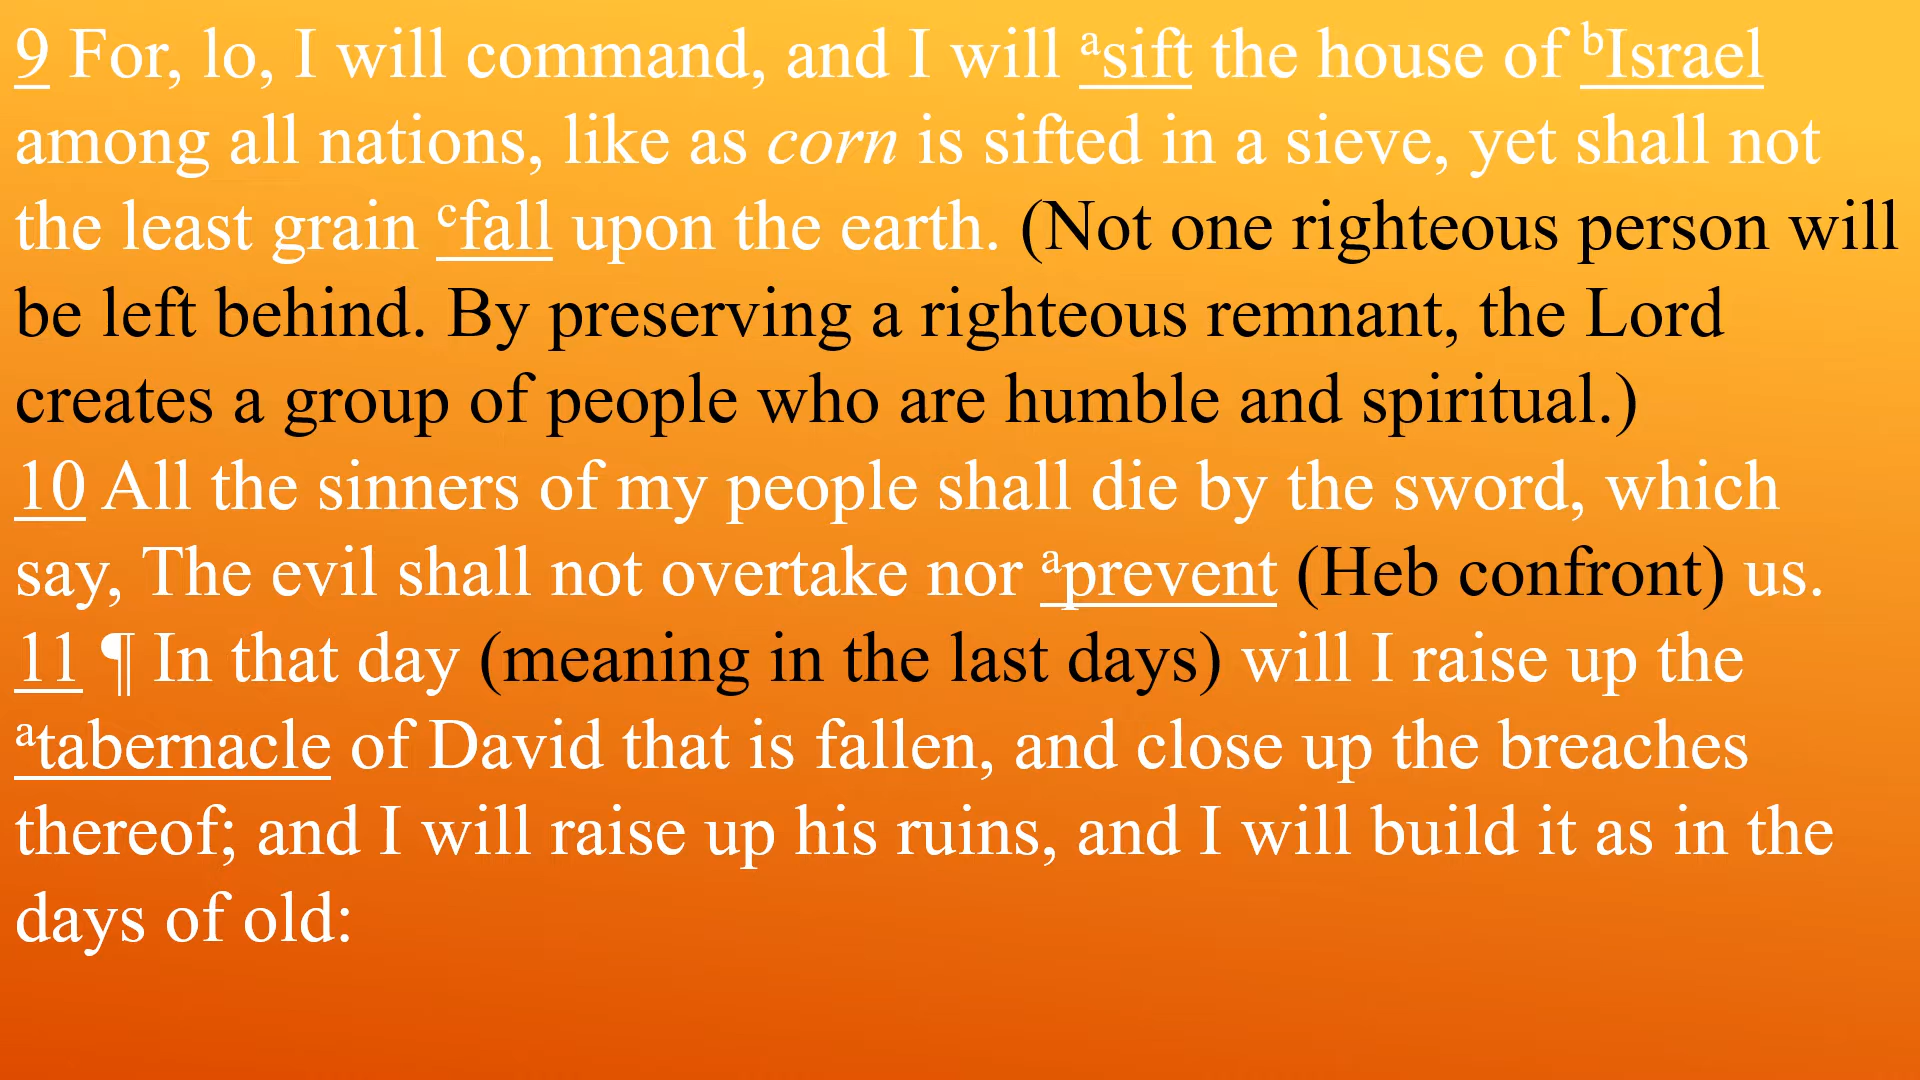 9 For, lo, I will command, and I will ᵃsift the house of ᵇIsrael
among all nations, like as corn is sifted in a sieve, yet shall not
the least grain ᶜfall upon the earth. (Not one righteous person will
be left behind. By preserving a righteous remnant, the Lord
creates a group of people who are humble and spiritual.)
10 All the sinners of my people shall die by the sword, which
say, The evil shall not overtake nor ᵃprevent (Heb confront) us.
11 ¶ In that day (meaning in the last days) will I raise up the
ᵃtabernacle of David that is fallen, and close up the breaches
thereof; and I will raise up his ruins, and I will build it as in the
days of old: